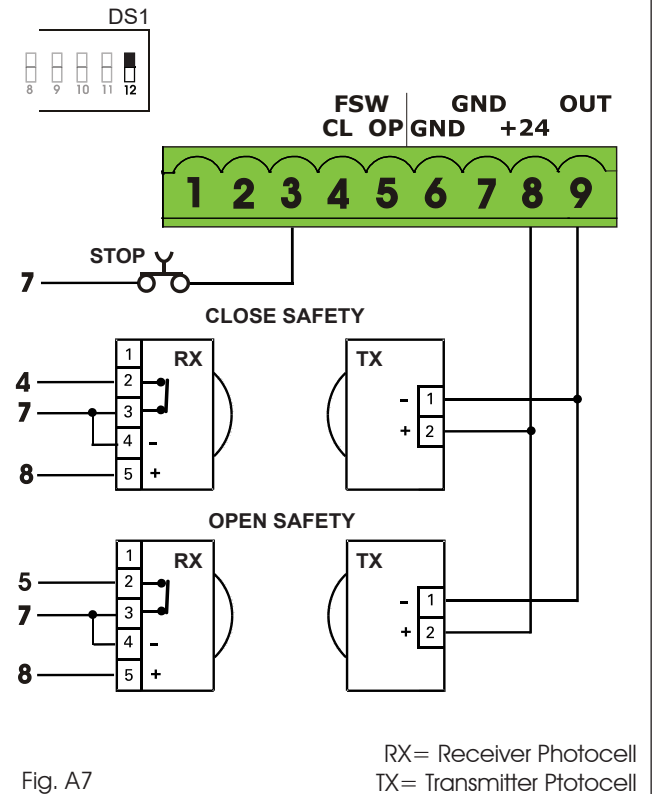 DS1
8 9 10 11 12
FSW GND OUT
CL OP GND +24
1 2 3 4 5 6 7 8 9
STOP
7
CLOSE SAFETY
1 RX TX
4 2 - 1
7 3 + 2
4 -
8 5 +
OPEN SAFETY
1 RX TX
5 2 - 1
7 3 + 2
4 -
8 5 +
RX= Receiver Photocell
Fig. A7 TX= Transmitter Ptotocell